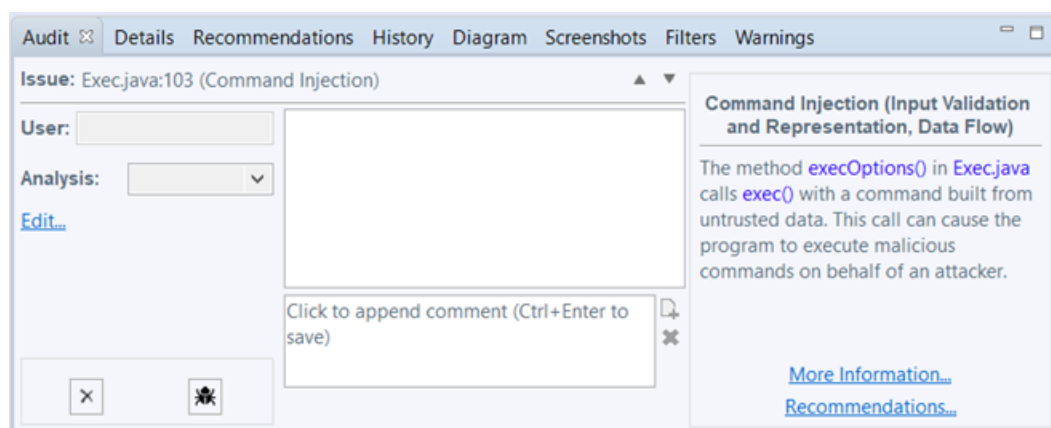 Audit Details Recommendations History Diagram Screenshots Filters Warnings
Issue: Exec.java:103 (Command Injection)
User:
Analysis:
Edit...
Click to append comment (Ctrl+Enter to
save)
Command Injection (Input Validation
and Representation, Data Flow)
The method execOptions() in Exec.java
calls exec() with a command built from
untrusted data. This call can cause the
program to execute malicious
commands on behalf of an attacker.
More Information...
Recommendations...